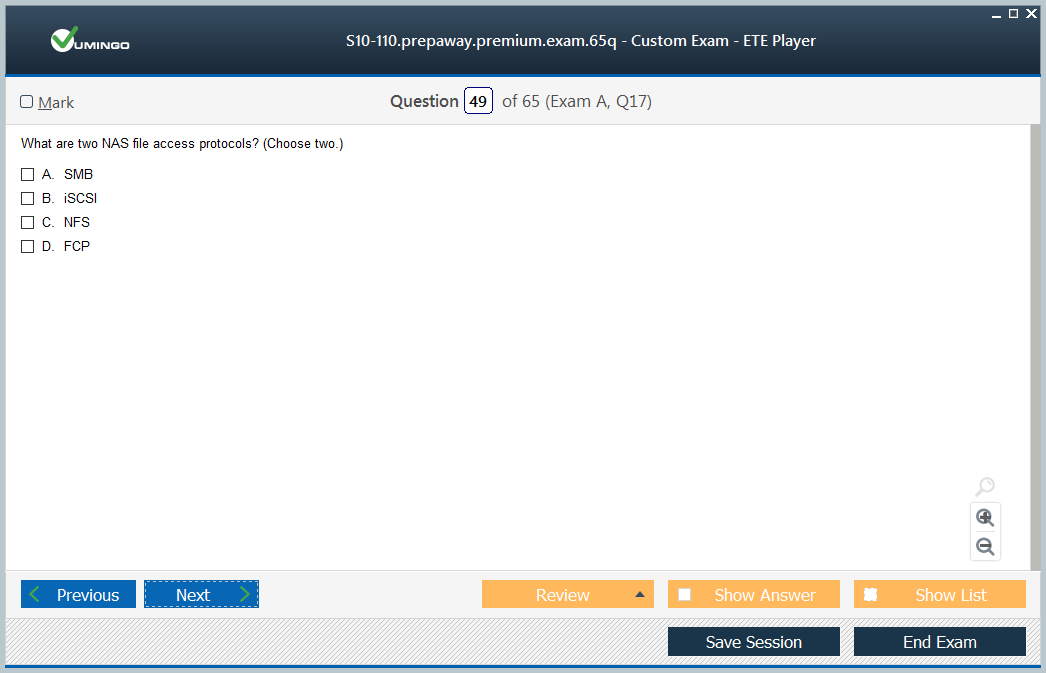 VUMINGO
S10-110.prepaway.premium.exam.65q - Custom Exam - ETE Player
Mark
Question 49 of 65 (Exam A, Q17)
What are two NAS file access protocols? (Choose two.)
A. SMB
B. iSCSI
C. NFS
D. FCP
Previous
Next
Review
Show Answer
Show List
Save Session
End Exam